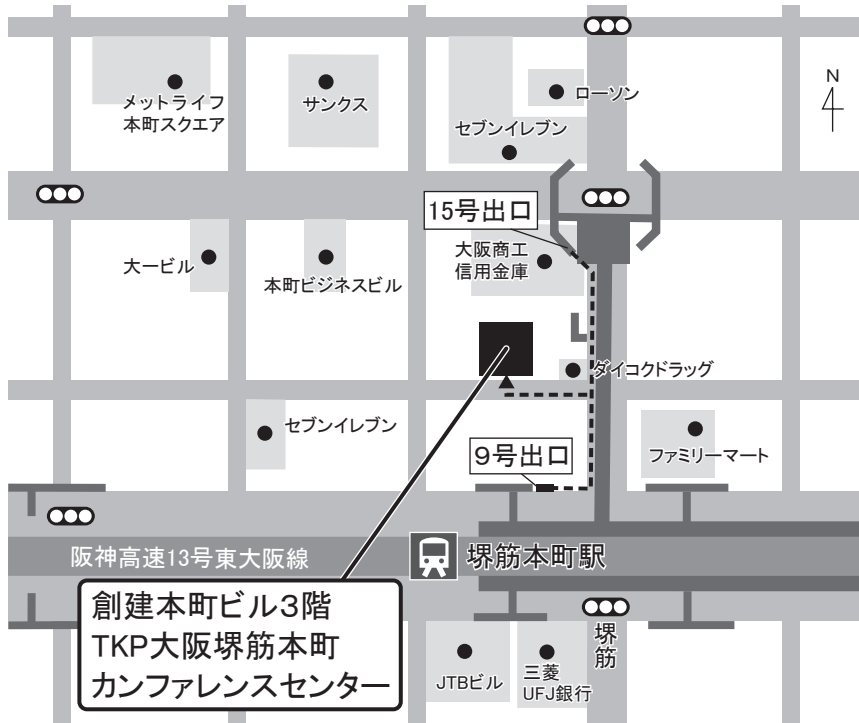 N
メットライフ
本町スクエア
サンクス
ローソン
セブンイレブン
15号出口
大阪商工
信用金庫
大一ビル
本町ビジネスビル
ダイコクドラッグ
セブンイレブン
9号出口
ファミリーマート
阪神高速13号東大阪線
堺筋本町駅
創建本町ビル3階
TKP大阪堺筋本町
カンファレンスセンター
堺筋
JTBビル
三菱
UFJ銀行